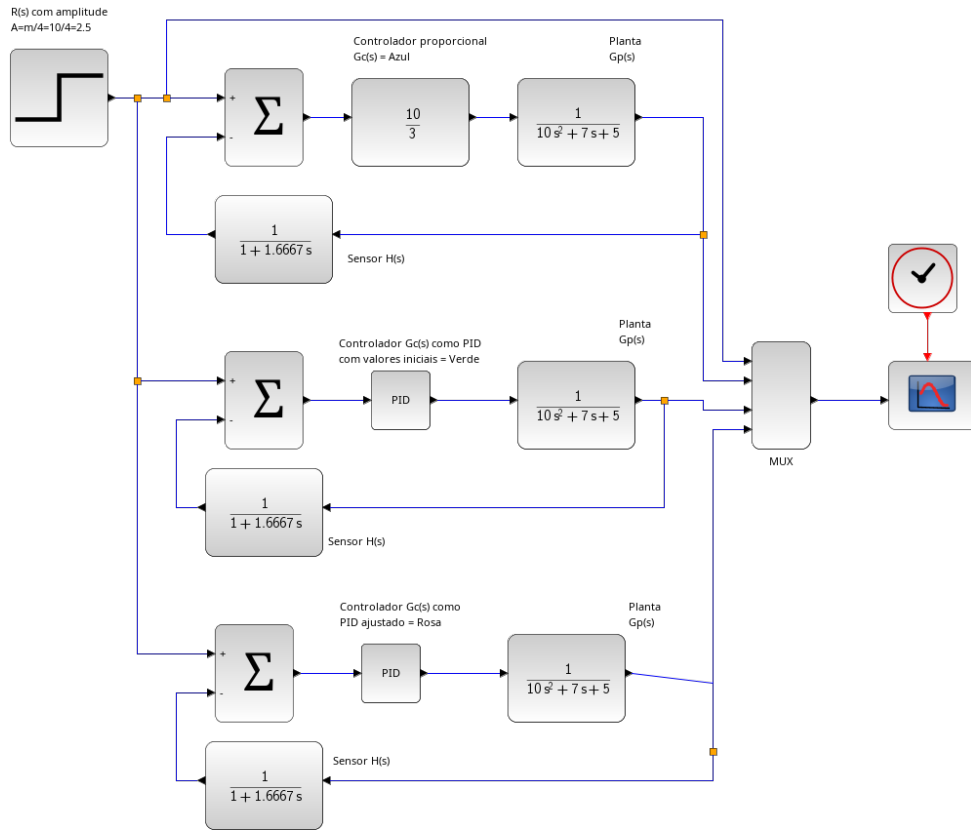 R(s) com amplitude
A=m/4=10/4=2.5
Controlador proporcional
Gc(s) = Azul
Planta
Gp(s)
+
-
Σ
10
3
1
10 s² + 7 s + 5
1
1 + 1.6667 s
Sensor H(s)
Controlador Gc(s) como PID
com valores iniciais = Verde
Planta
Gp(s)
+
-
Σ
PID
1
10 s² + 7 s + 5
MUX
1
1 + 1.6667 s
Sensor H(s)
Controlador Gc(s) como
PID ajustado = Rosa
Planta
Gp(s)
+
-
Σ
PID
1
10 s² + 7 s + 5
Sensor H(s)
1
1 + 1.6667 s